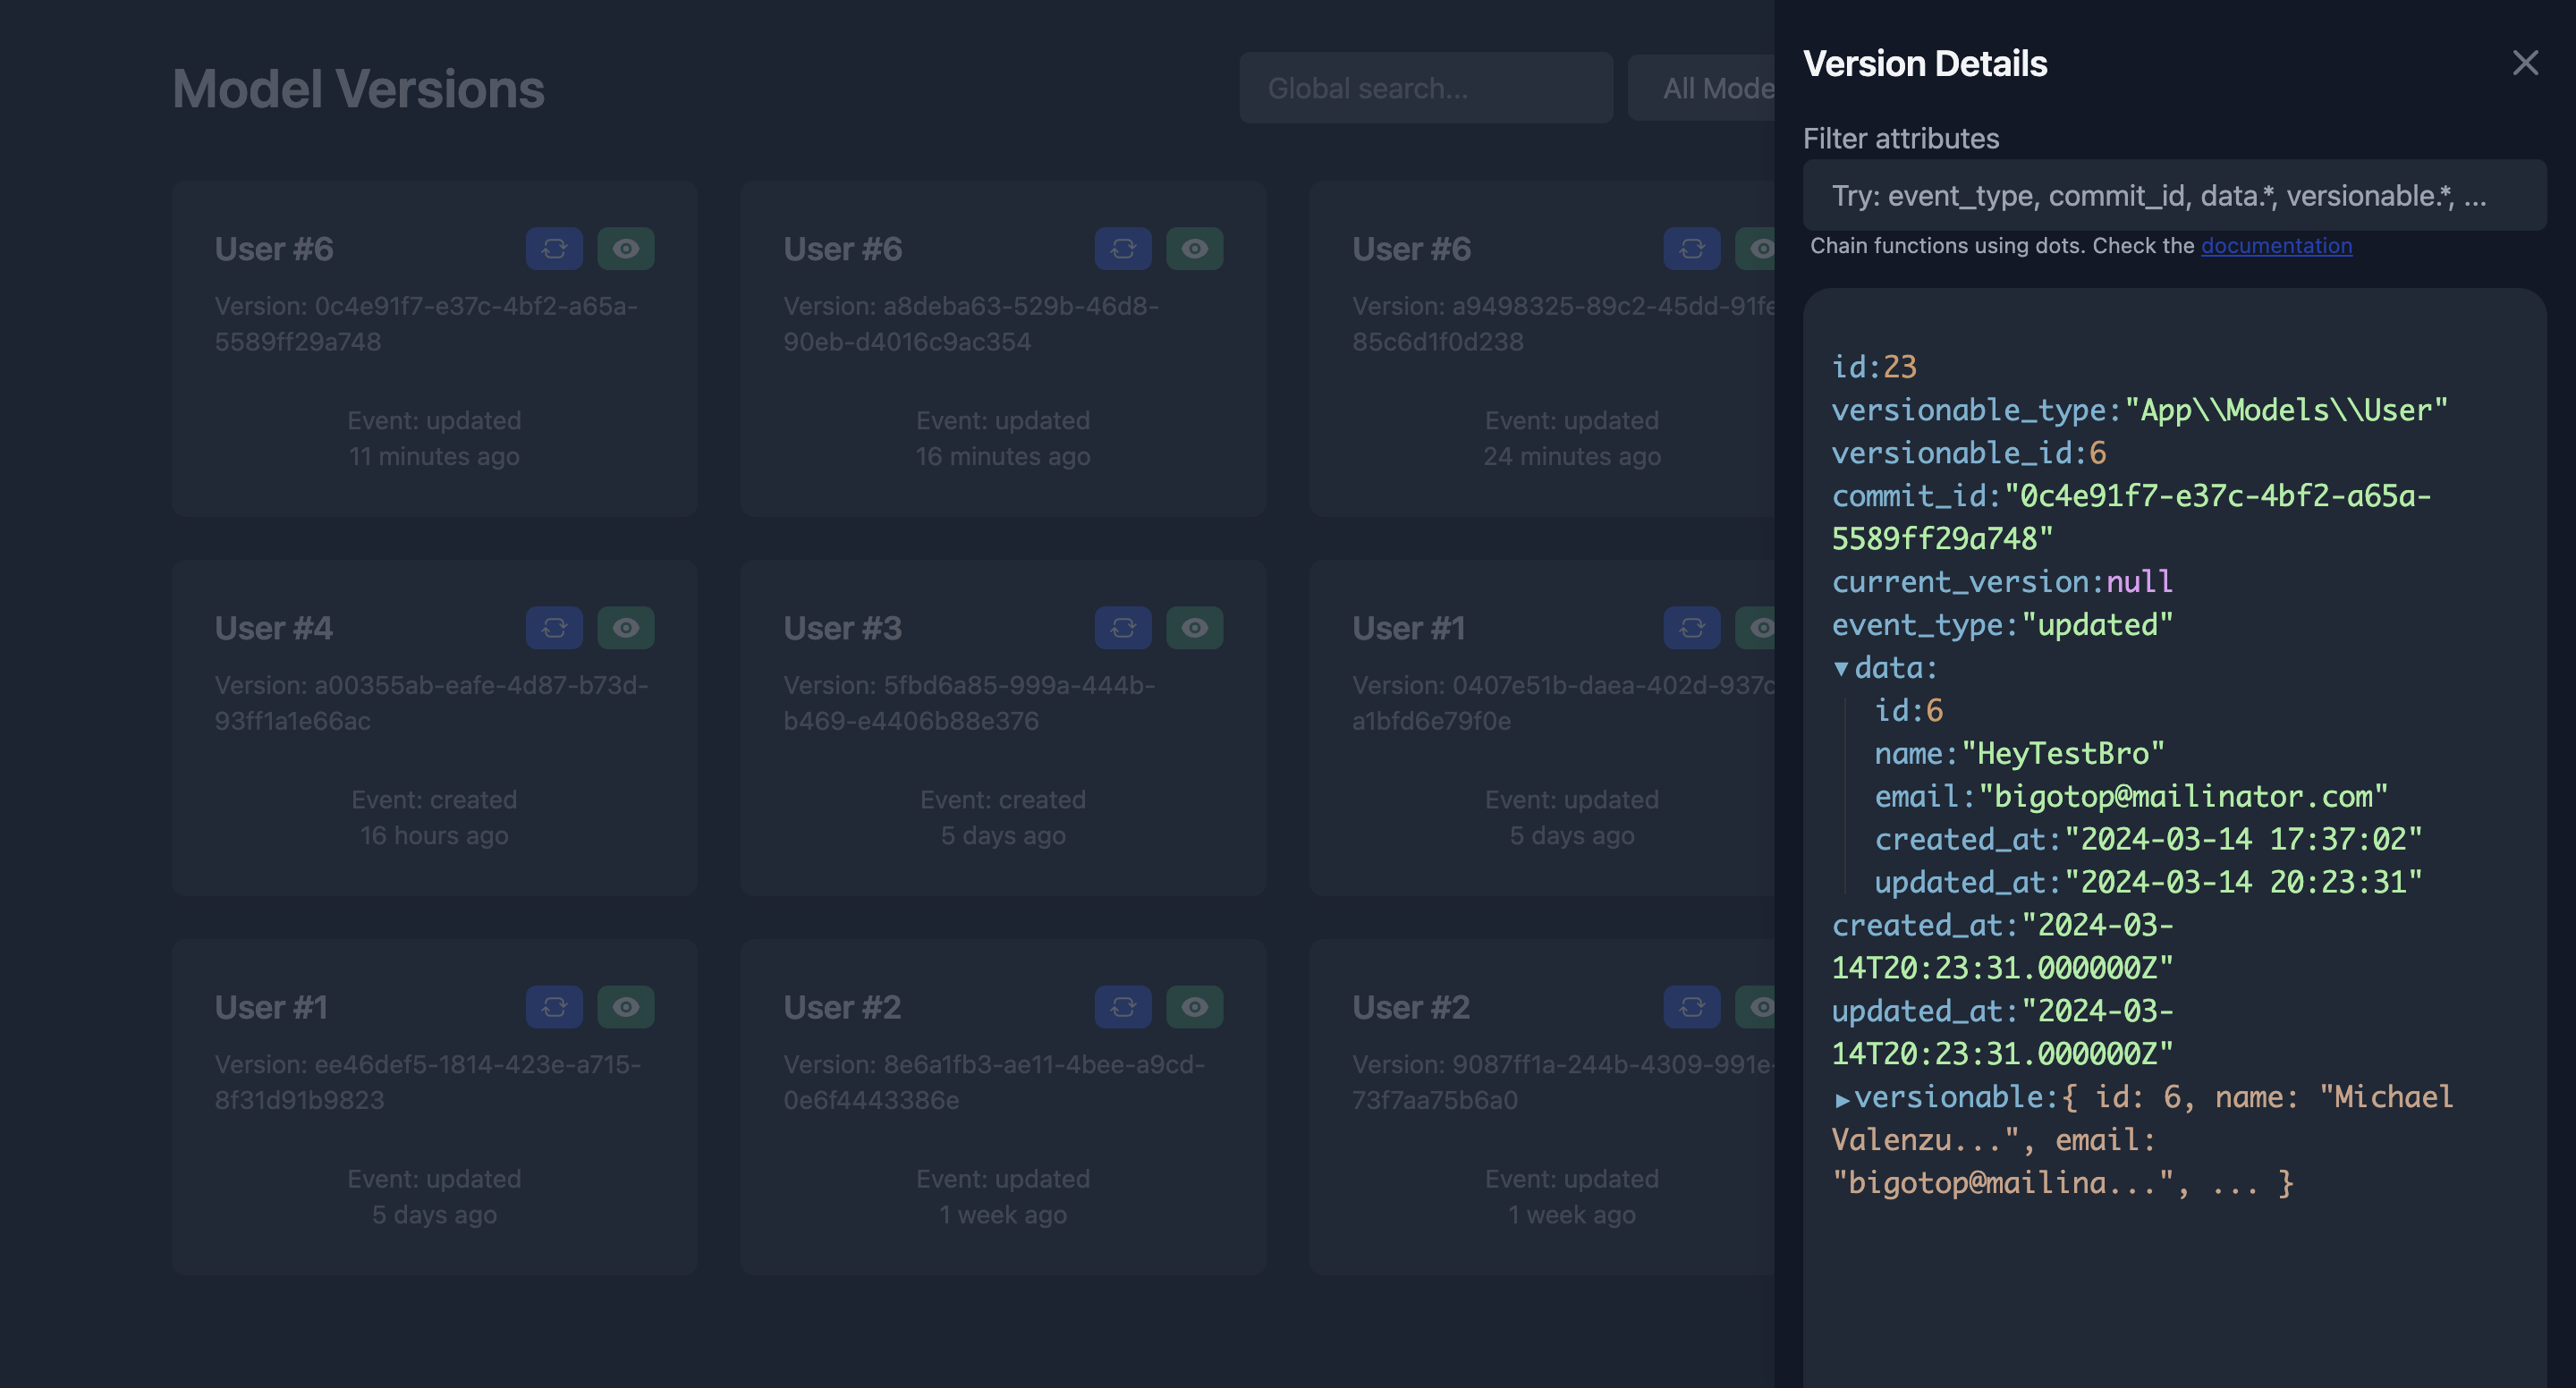 Model Versions
Global search...
All Mode
User #6
Version: 0c4e91f7-e37c-4bf2-a65a-
5589ff29a748
Event: updated
11 minutes ago
User #6
Version: a8deba63-529b-46d8-
90eb-d4016c9ac354
Event: updated
16 minutes ago
User #6
Version: a9498325-89c2-45dd-91fe
85c6d1f0d238
Event: updated
24 minutes ago
User #4
Version: a00355ab-eafe-4d87-b73d-
93ff1a1e66ac
Event: created
16 hours ago
User #3
Version: 5fbd6a85-999a-444b-
b469-e4406b88e376
Event: created
5 days ago
User #1
Version: 0407e51b-daea-402d-937c
a1bfd6e79f0e
Event: updated
5 days ago
User #1
Version: ee46def5-1814-423e-a715-
8f31d91b9823
Event: updated
5 days ago
User #2
Version: 8e6a1fb3-ae11-4bee-a9cd-
0e6f4443386e
Event: updated
1 week ago
User #2
Version: 9087ff1a-244b-4309-991e-
73f7aa75b6a0
Event: updated
1 week ago
Version Details
Filter attributes
Try: event_type, commit_id, data.*, versionable.*, ...
Chain functions using dots. Check the documentation
id:23
versionable_type:"App\\Models\\User"
versionable_id:6
commit_id:"0c4e91f7-e37c-4bf2-a65a-
5589ff29a748"
current_version:null
event_type:"updated"
data:
id:6
name:"HeyTestBro"
email:"bigotop@mailinator.com"
created_at:"2024-03-14 17:37:02"
updated_at:"2024-03-14 20:23:31"
created_at:"2024-03-
14T20:23:31.000000Z"
updated_at:"2024-03-
14T20:23:31.000000Z"
versionable:{ id: 6, name: "Michael
Valenzu...", email:
"bigotop@mailina...", ... }